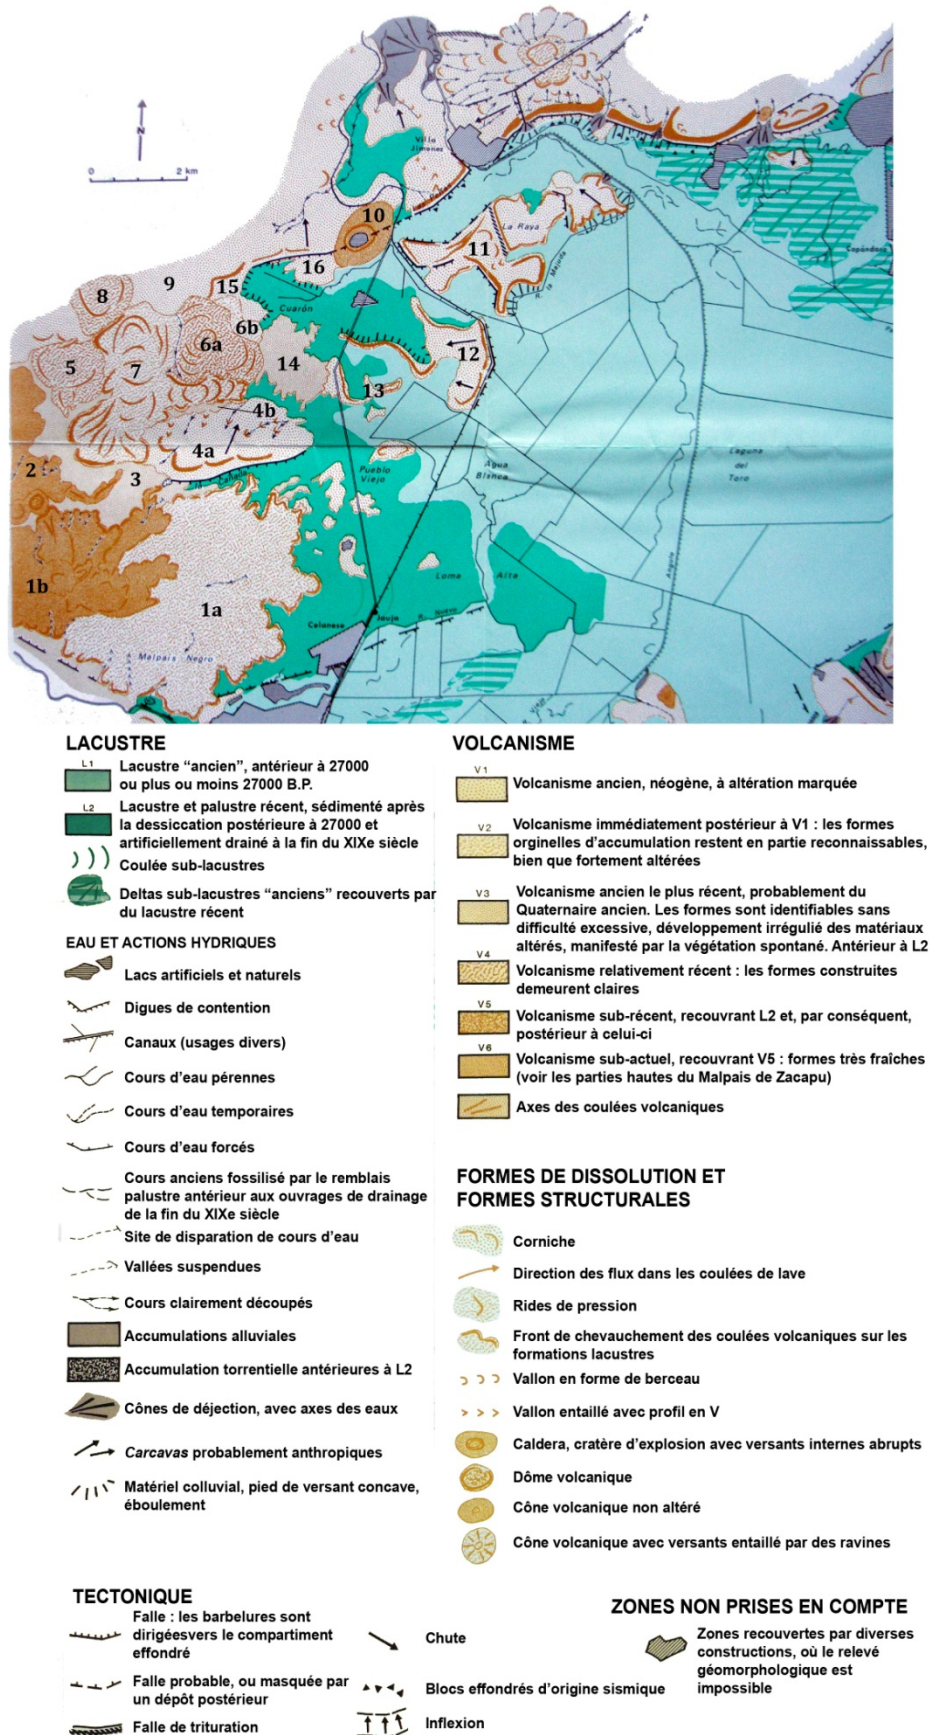 Villa
Jimenez
N
0 2 km
10
La Raya
11
R. la Mejida
Copándaro
16
9
15
8
Cuarón
6b
6a
14
5
7
12
13
4b
4a
la Cañada
2
3
Pueblo
Viejo
Agua
Blanca
Laguna
del
Toro
Angulo
1b
1a
Loma Alta
Malpais Negro
Celanese
Jauja
R. Nuevo
LACUSTRE
L1
Lacustre “ancien”, antérieur à 27000
ou plus ou moins 27000 B.P.
L2
Lacustre et palustre récent, sédimenté après
la dessiccation postérieure à 27000 et
artificiellement drainé à la fin du XIXe siècle
Coulée sub-lacustres
Deltas sub-lacustres “anciens” recouverts par
du lacustre récent
EAU ET ACTIONS HYDRIQUES
Lacs artificiels et naturels
Digues de contention
Canaux (usages divers)
Cours d'eau pérennes
Cours d'eau temporaires
Cours d'eau forcés
Cours anciens fossilisé par le remblais
palustre antérieur aux ouvrages de drainage
de la fin du XIXe siècle
Site de disparation de cours d'eau
Vallées suspendues
Cours clairement découpés
Accumulations alluviales
Accumulation torrentielle antérieures à L2
Cônes de déjection, avec axes des eaux
Carcavas probablement anthropiques
Matériel colluvial, pied de versant concave,
éboulement
VOLCANISME
V1
Volcanisme ancien, néogène, à altération marquée
V2
Volcanisme immédiatement postérieur à V1 : les formes
orginelles d'accumulation restent en partie reconnaissables,
bien que fortement altérées
V3
Volcanisme ancien le plus récent, probablement du
Quaternaire ancien. Les formes sont identifiables sans
difficulté excessive, développement irrégulié des matériaux
altérés, manifesté par la végétation spontané. Antérieur à L2
V4
Volcanisme relativement récent : les formes construites
demeurent claires
V5
Volcanisme sub-récent, recouvrant L2 et, par conséquent,
postérieur à celui-ci
V6
Volcanisme sub-actuel, recouvrant V5 : formes très fraîches
(voir les parties hautes du Malpais de Zacapu)
Axes des coulées volcaniques
FORMES DE DISSOLUTION ET
FORMES STRUCTURALES
Corniche
Direction des flux dans les coulées de lave
Rides de pression
Front de chevauchement des coulées volcaniques sur les
formations lacustres
Vallon en forme de berceau
Vallon entaillé avec profil en V
Caldera, cratère d'explosion avec versants internes abrupts
Dôme volcanique
Cône volcanique non altéré
Cône volcanique avec versants entaillé par des ravines
TECTONIQUE
Falle : les barbelures sont
dirigéesvers le compartiment
effondré
Falle probable, ou masquée par
un dépôt postérieur
Falle de trituration
Chute
Blocs effondrés d'origine sismique
Inflexion
ZONES NON PRISES EN COMPTE
Zones recouvertes par diverses
constructions, où le relevé
géomorphologique est
impossible